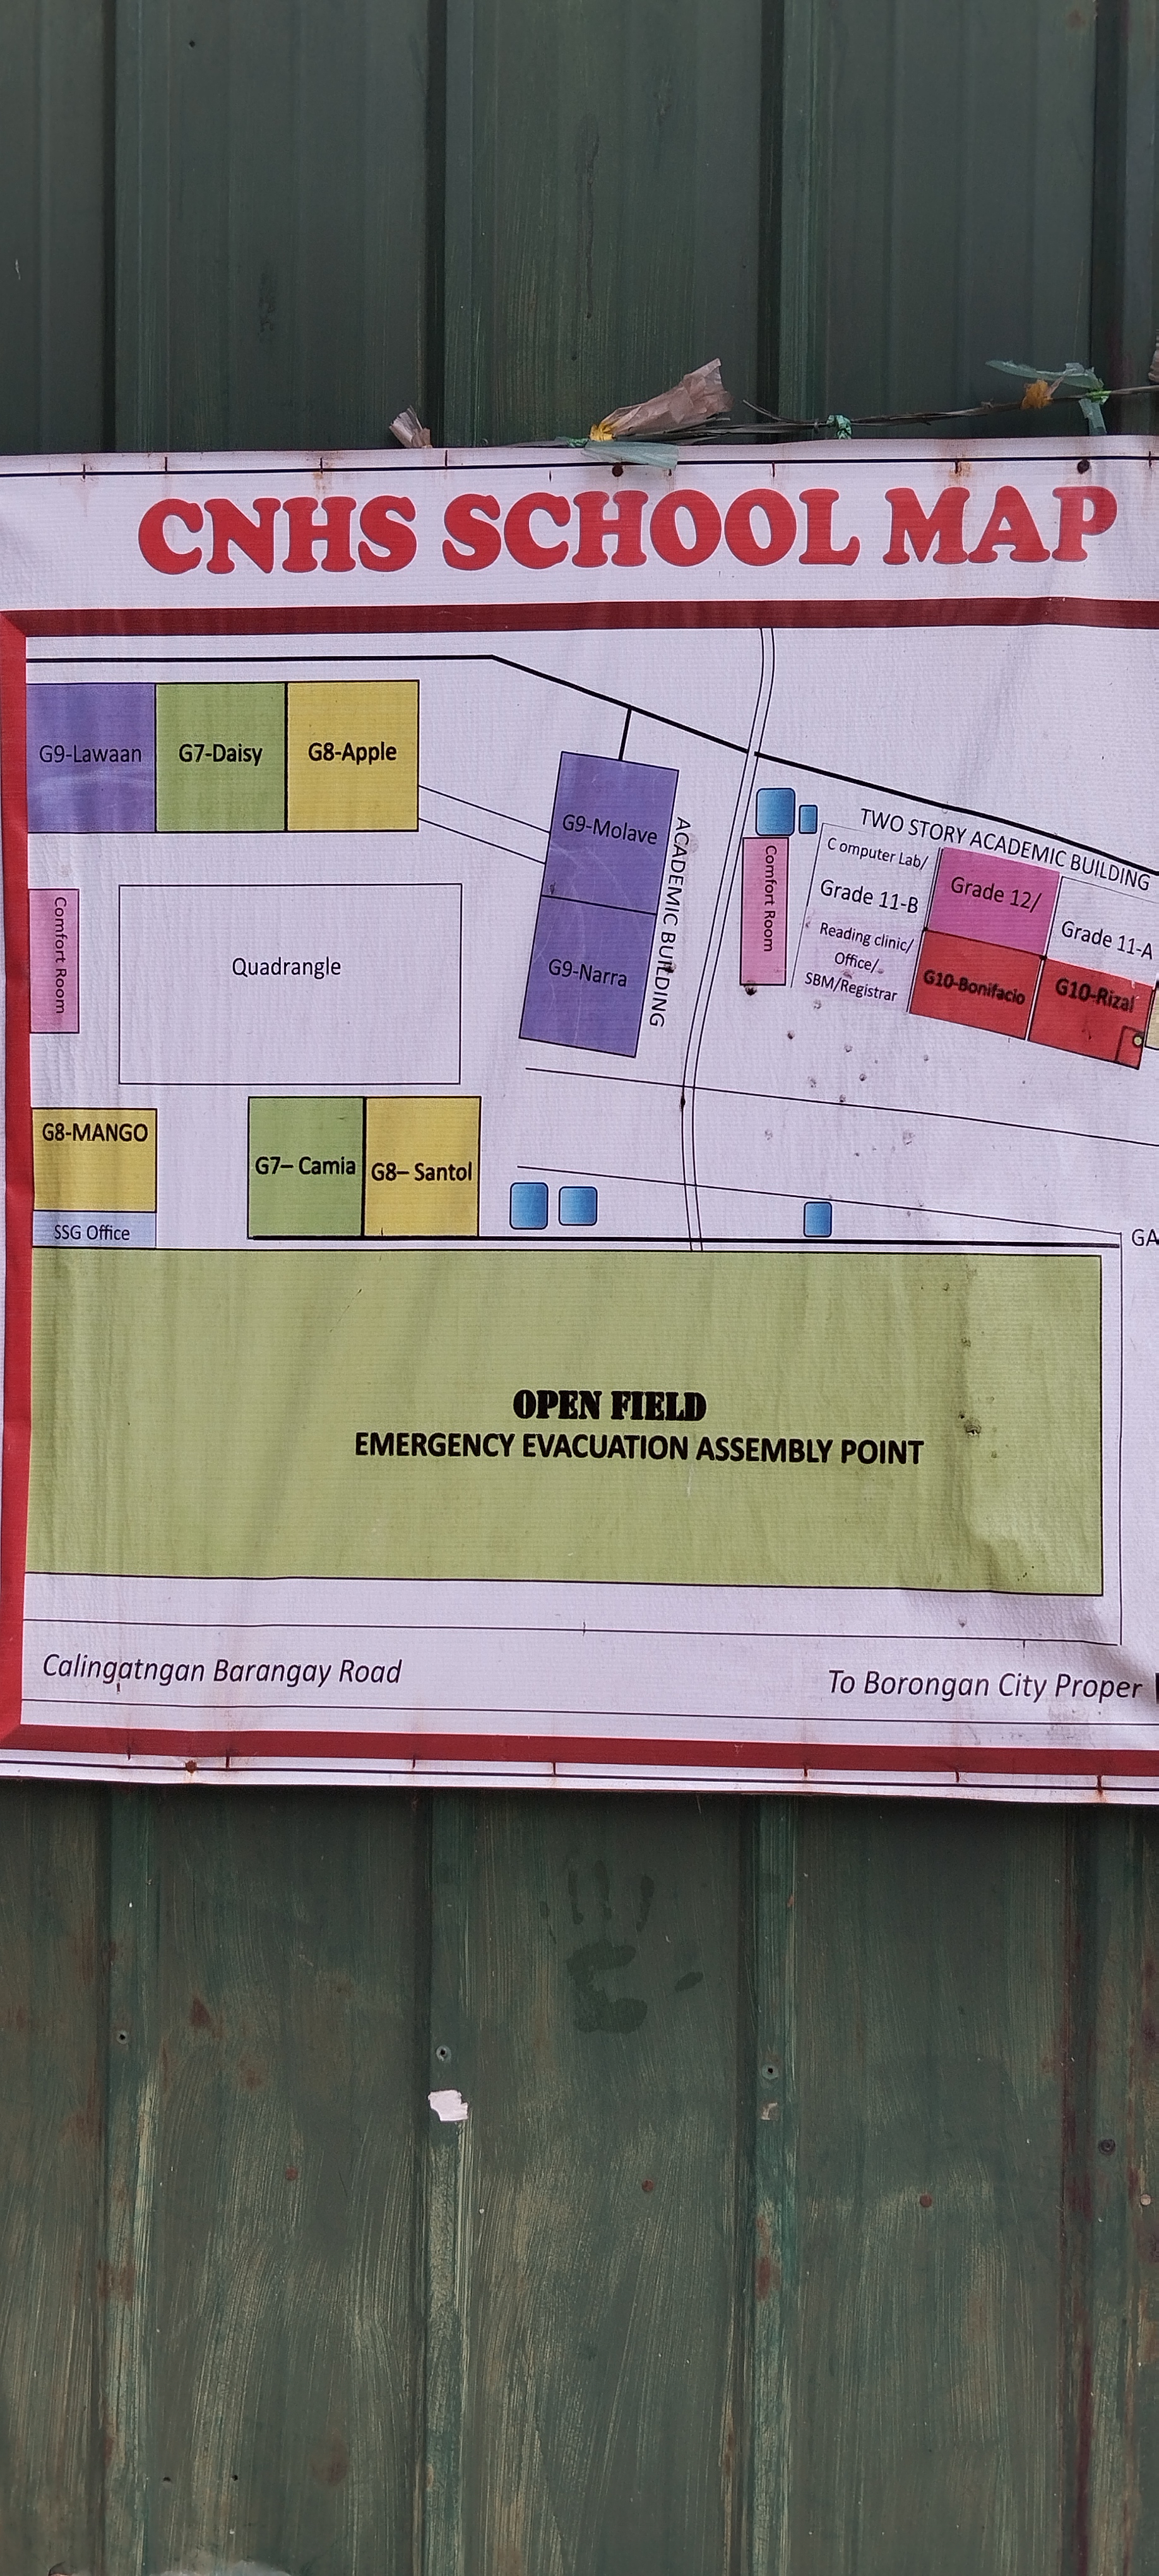 CNHS SCHOOL MAP
G9-Lawaan
G7-Daisy
G8-Apple
G9-Molave
G9-Narra
ACADEMIC BUILDING
Comfort Room
TWO STORY ACADEMIC BUILDING
C omputer Lab/
Grade 11-B
Reading clinic/
Office/
SBM/Registrar
Grade 12/
Grade 11-A
G10-Bonifacio
G10-Rizal
Comfort Room
Quadrangle
G8-MANGO
SSG Office
G7– Camia
G8– Santol
OPEN FIELD
EMERGENCY EVACUATION ASSEMBLY POINT
Calingatngan Barangay Road
To Borongan City Proper